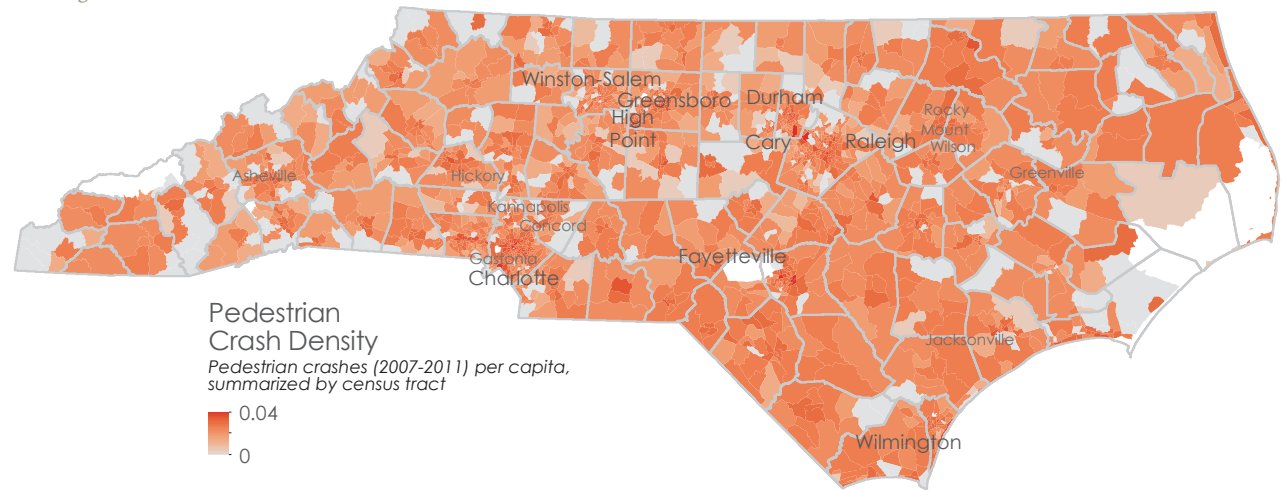 Winston-Salem
Greensboro
Durham
High
Point
Cary
Raleigh
Rocky
Mount
Wilson
Asheville
Hickory
Greenville
Kannapolis
Concord
Gastonia
Charlotte
Fayetteville
Jacksonville
Wilmington
Pedestrian
Crash Density
Pedestrian crashes (2007-2011) per capita,
summarized by census tract
0.04
0